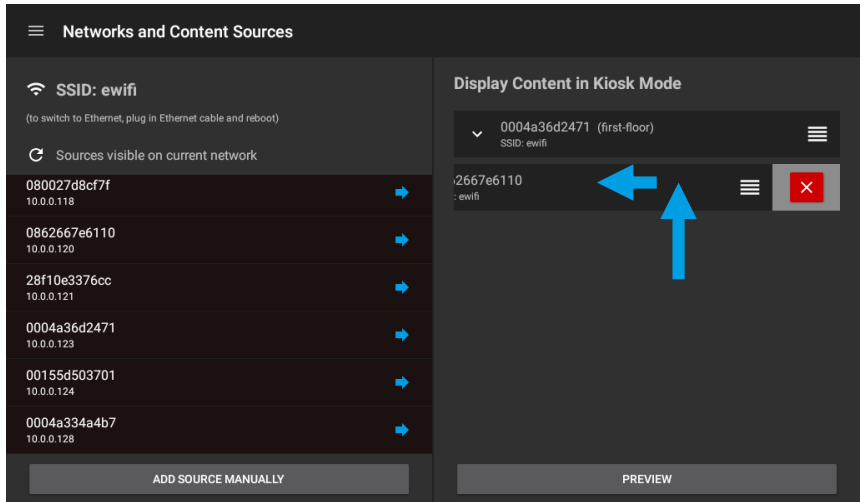 Networks and Content Sources
SSID: ewifi
(to switch to Ethernet, plug in Ethernet cable and reboot)
Sources visible on current network
080027d8cf7f
10.0.0.118
0862667e6110
10.0.0.120
28f10e3376cc
10.0.0.121
0004a36d2471
10.0.0.123
00155d503701
10.0.0.124
0004a334a4b7
10.0.0.128
ADD SOURCE MANUALLY
Display Content in Kiosk Mode
0004a36d2471 (first-floor)
SSID: ewifi
62667e6110
: ewifi
PREVIEW